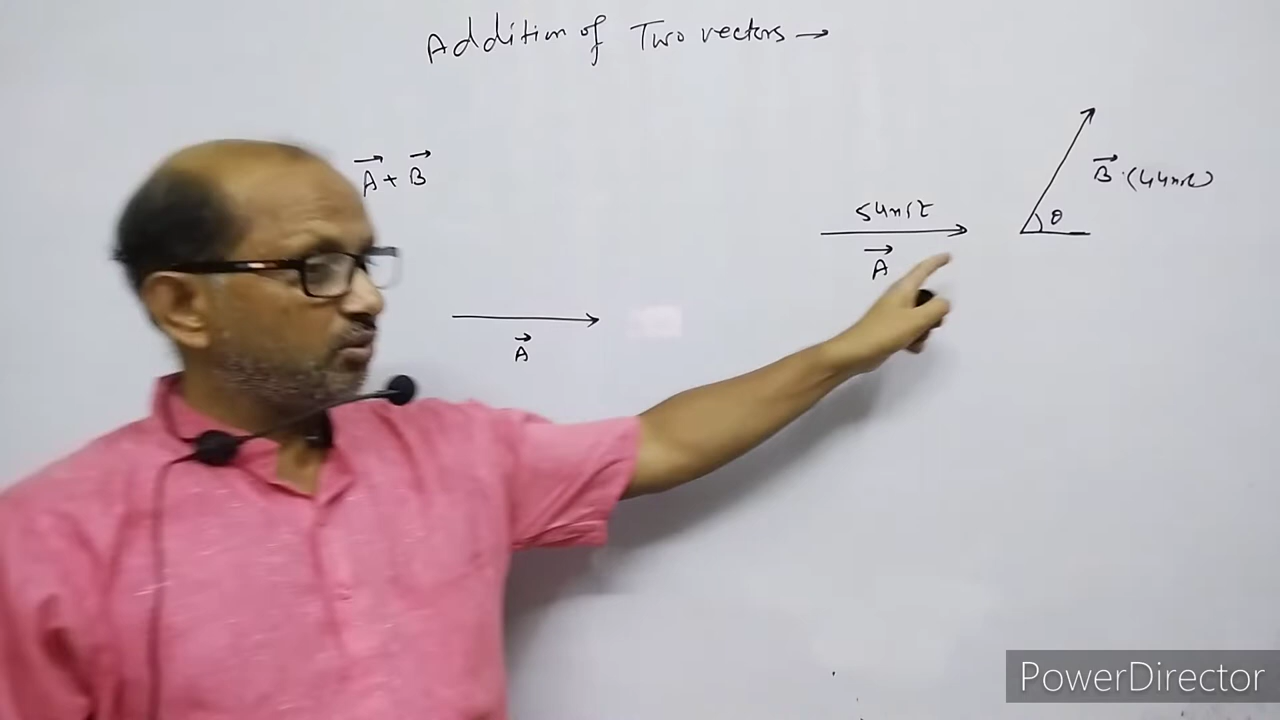 Addition of Two vectors →
A + B
5 unit
A
B (4 unit)
θ
A
PowerDirector